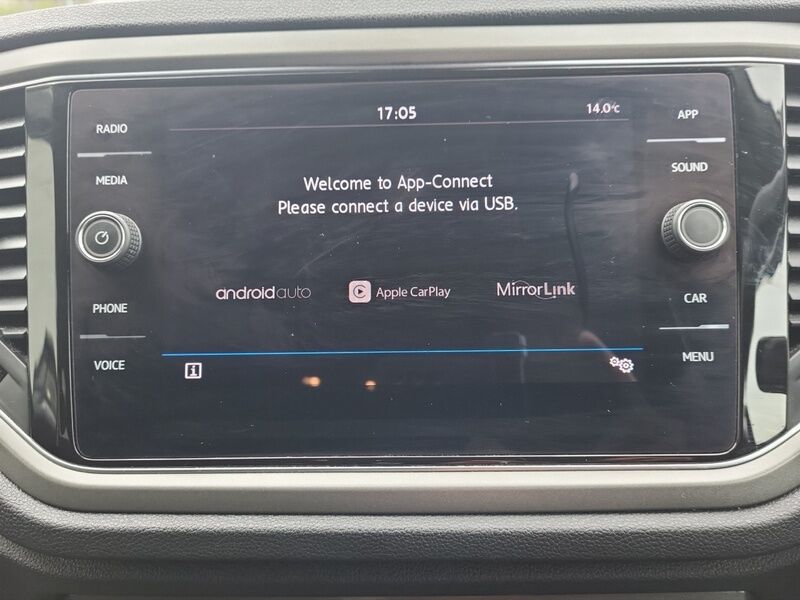 17:05
14.0°c
RADIO
MEDIA
PHONE
VOICE
Welcome to App-Connect
Please connect a device via USB.
androidauto
Apple CarPlay
MirrorLink
i
APP
SOUND
CAR
MENU